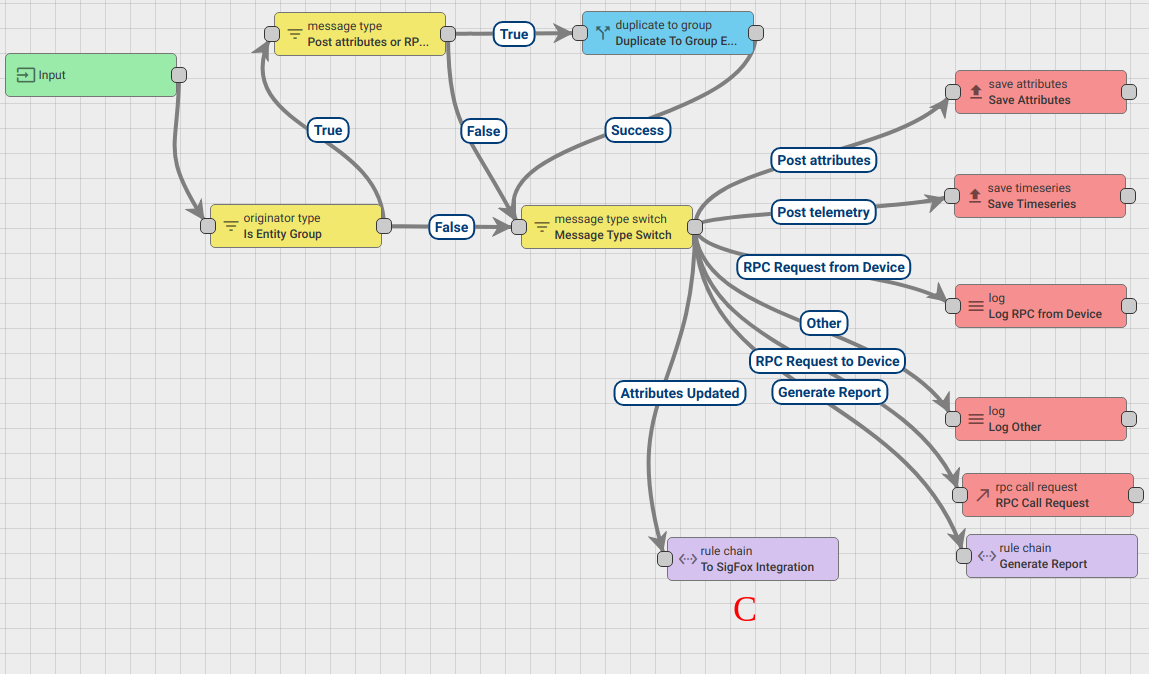 message type
Post attributes or RP...
True
duplicate to group
Duplicate To Group E...
Input
save attributes
Save Attributes
True
False
Success
Post attributes
save timeseries
Save Timeseries
originator type
Is Entity Group
False
message type switch
Message Type Switch
Post telemetry
RPC Request from Device
log
Log RPC from Device
Other
RPC Request to Device
Attributes Updated
Generate Report
log
Log Other
rpc call request
RPC Call Request
rule chain
To SigFox Integration
rule chain
Generate Report
C